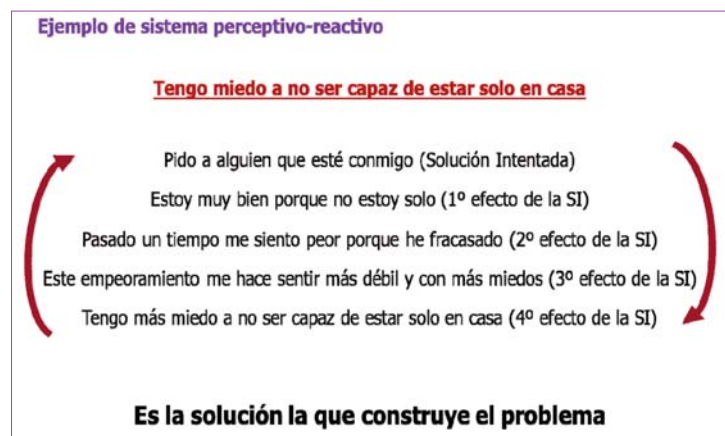 Ejemplo de sistema perceptivo-reactivo
Tengo miedo a no ser capaz de estar solo en casa
Pido a alguien que esté conmigo (Solución Intentada)
Estoy muy bien porque no estoy solo (1º efecto de la SI)
Pasado un tiempo me siento peor porque he fracasado (2º efecto de la SI)
Este empeoramiento me hace sentir más débil y con más miedos (3º efecto de la SI)
Tengo más miedo a no ser capaz de estar solo en casa (4º efecto de la SI)
Es la solución la que construye el problema